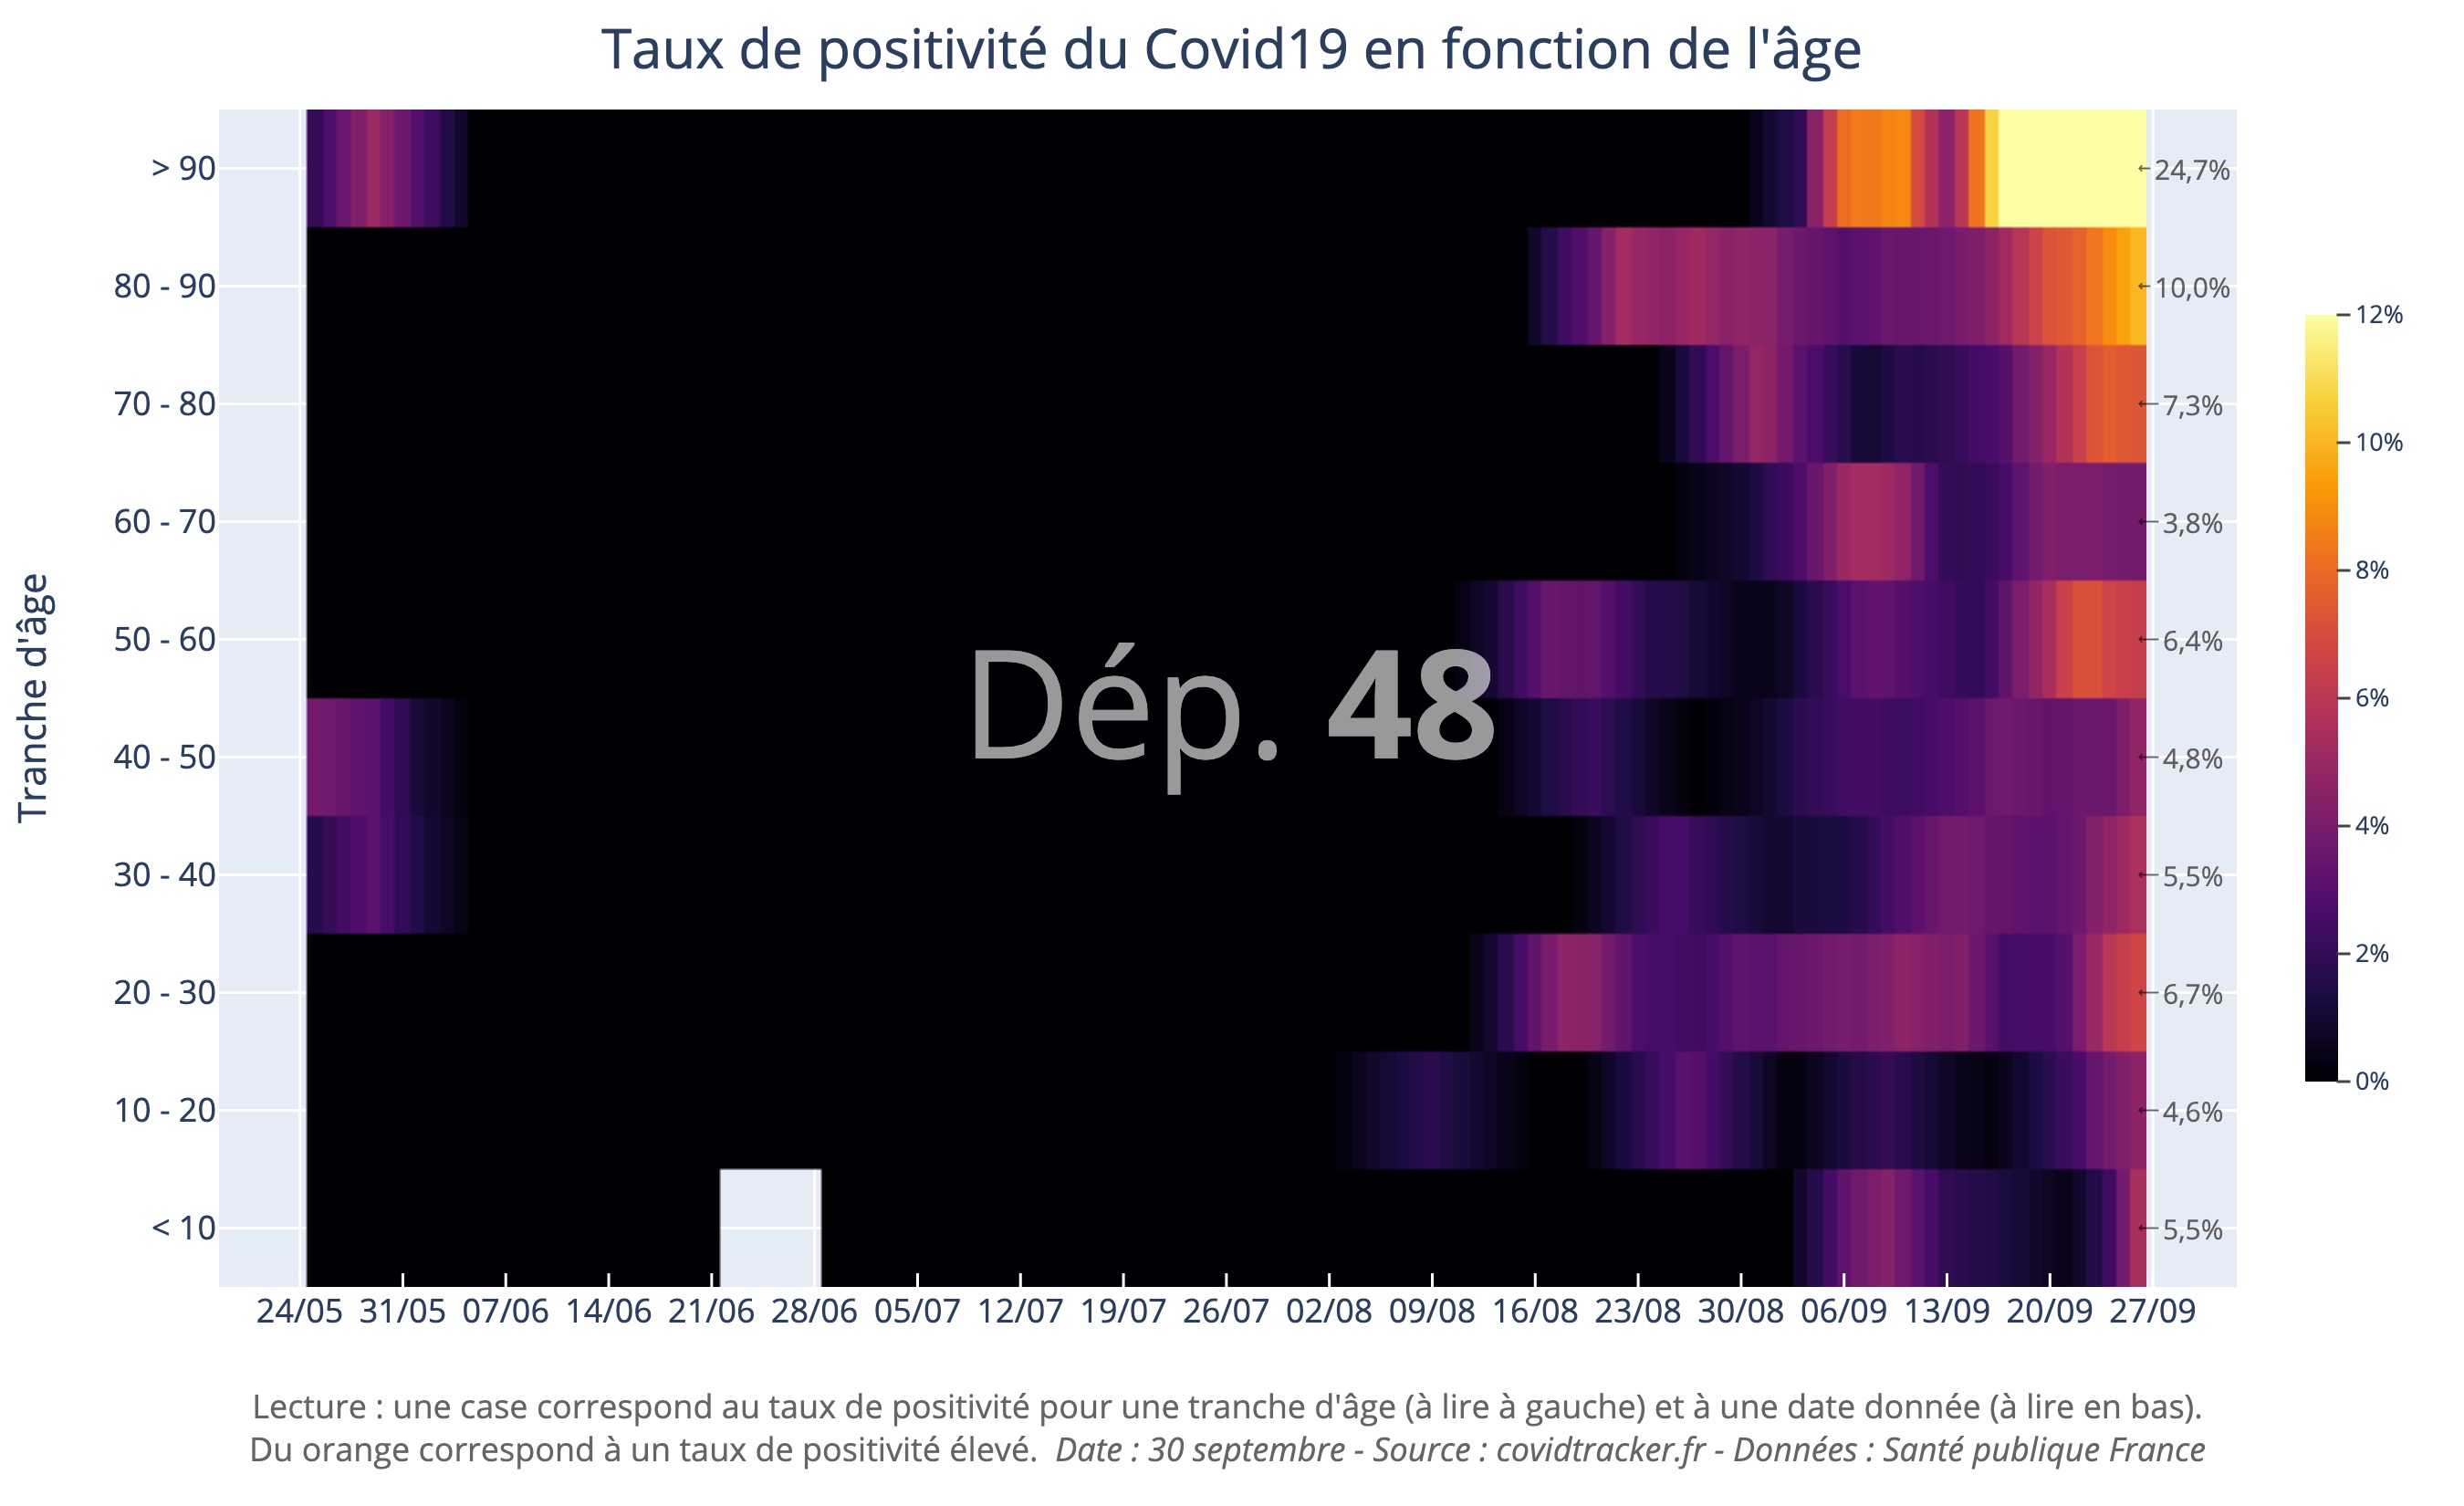 Taux de positivité du Covid19 en fonction de l'âge
Tranche d'âge
> 90
80 - 90
70 - 80
60 - 70
50 - 60
40 - 50
30 - 40
20 - 30
10 - 20
< 10
Dép. 48
24,7%
10,0%
7,3%
3,8%
6,4%
4,8%
5,5%
6,7%
4,6%
5,5%
12%
10%
8%
6%
4%
2%
0%
24/05 31/05 07/06 14/06 21/06 28/06 05/07 12/07 19/07 26/07 02/08 09/08 16/08 23/08 30/08 06/09 13/09 20/09 27/09
Lecture : une case correspond au taux de positivité pour une tranche d'âge (à lire à gauche) et à une date donnée (à lire en bas).
Du orange correspond à un taux de positivité élevé. Date : 30 septembre - Source : covidtracker.fr - Données : Santé publique France